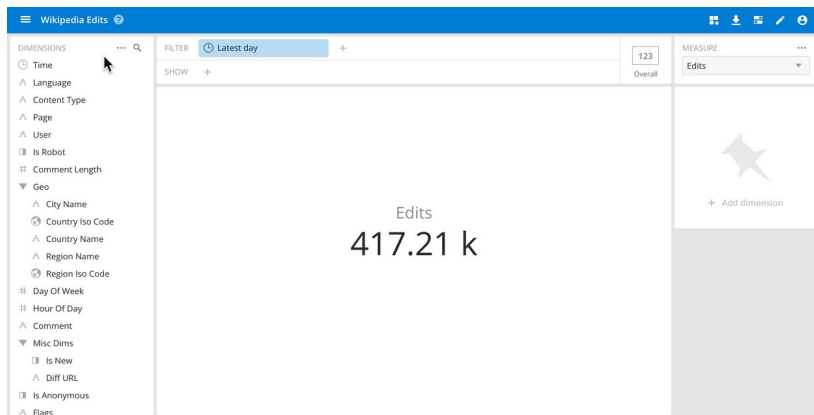 Wikipedia Edits ?
DIMENSIONS
Time
Language
Content Type
Page
User
Is Robot
Comment Length
Geo
City Name
Country Iso Code
Country Name
Region Name
Region Iso Code
Day Of Week
Hour Of Day
Comment
Misc Dims
Is New
Diff URL
Is Anonymous
Flags
FILTER Latest day +
SHOW +
123
Overall
Edits
417.21 k
MEASURE
Edits
+ Add dimension